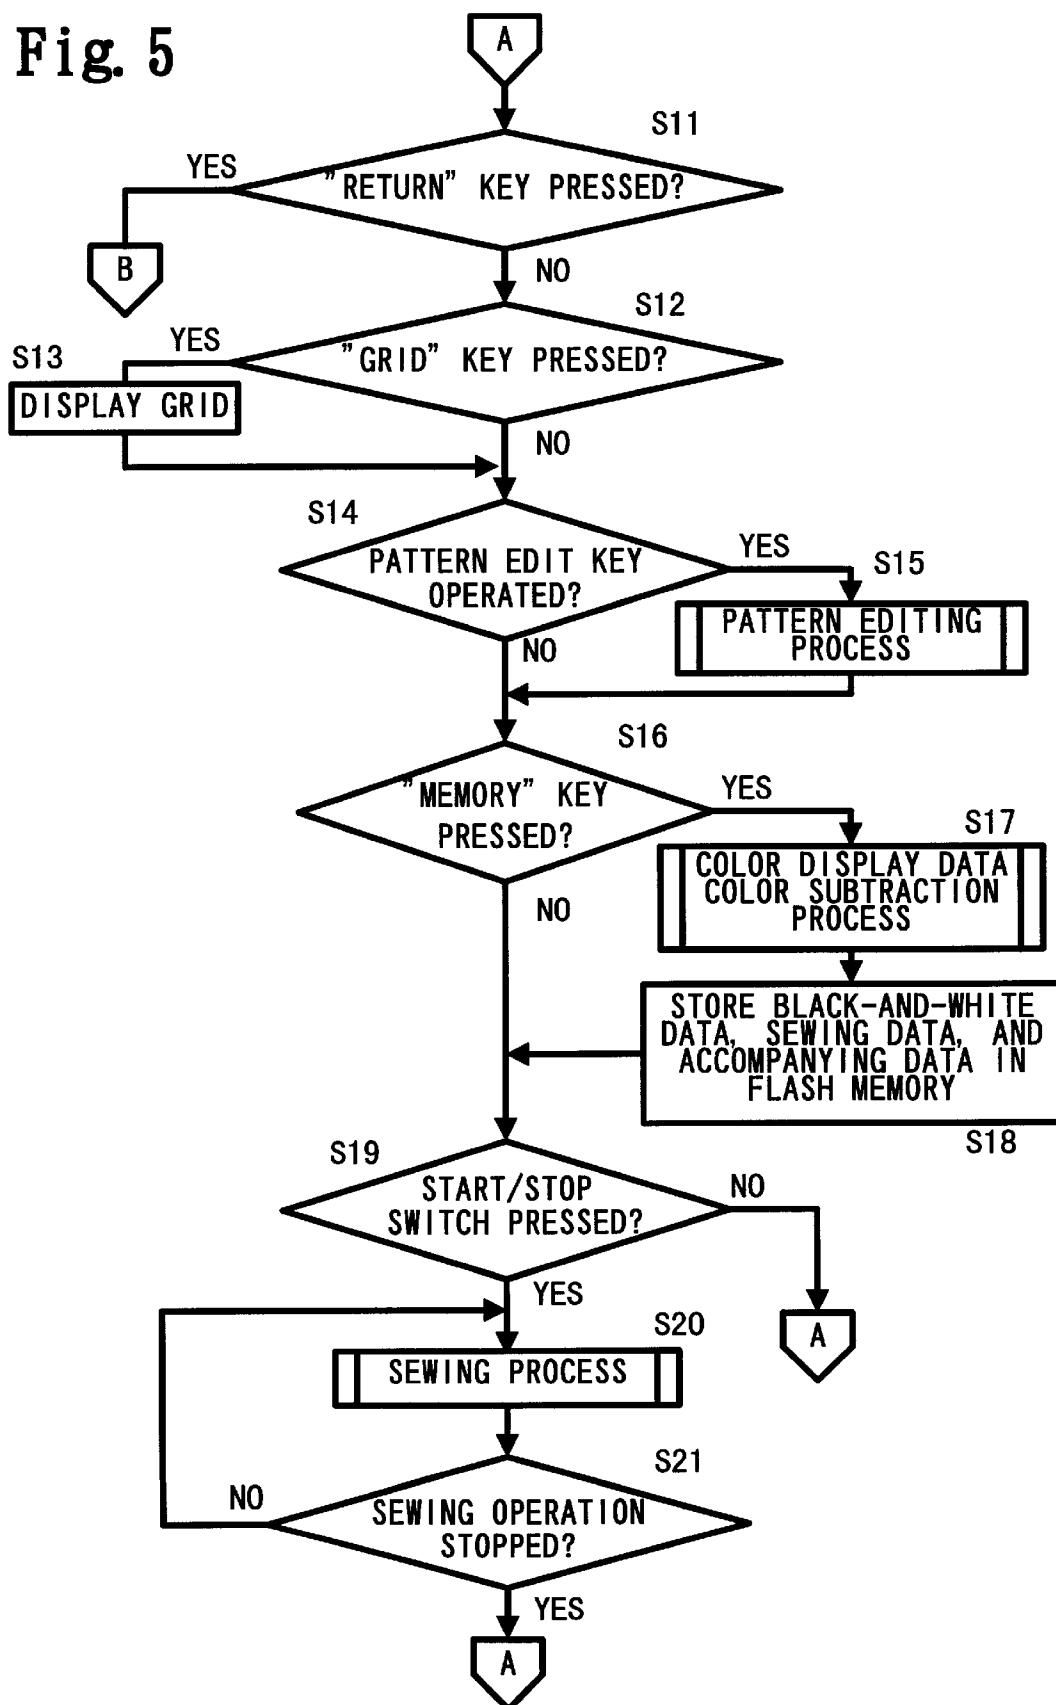 Fig. 5
A
S11
YES
"RETURN" KEY PRESSED?
B
NO
S12
S13
YES
"GRID" KEY PRESSED?
DISPLAY GRID
NO
S14
YES
S15
PATTERN EDIT KEY
OPERATED?
PATTERN EDITING
PROCESS
NO
S16
"MEMORY" KEY
PRESSED?
YES
S17
COLOR DISPLAY DATA
COLOR SUBTRACTION
PROCESS
NO
STORE BLACK-AND-WHITE
DATA, SEWING DATA, AND
ACCOMPANYING DATA IN
FLASH MEMORY
S18
S19
START/STOP
SWITCH PRESSED?
NO
YES
A
S20
SEWING PROCESS
S21
NO
SEWING OPERATION
STOPPED?
YES
A